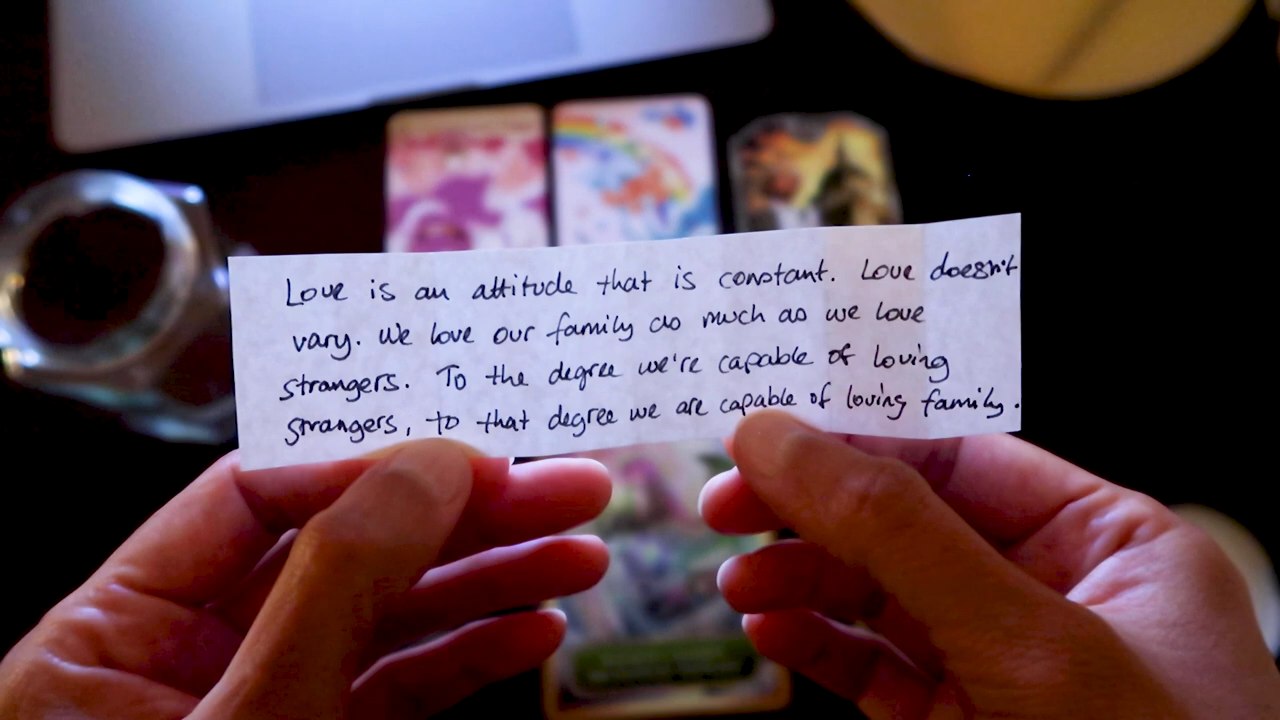 Love is an attitude that is constant. Love doesn't
vary. We love our family as much as we love
strangers. To the degree we're capable of loving
strangers, to that degree we are capable of loving family.